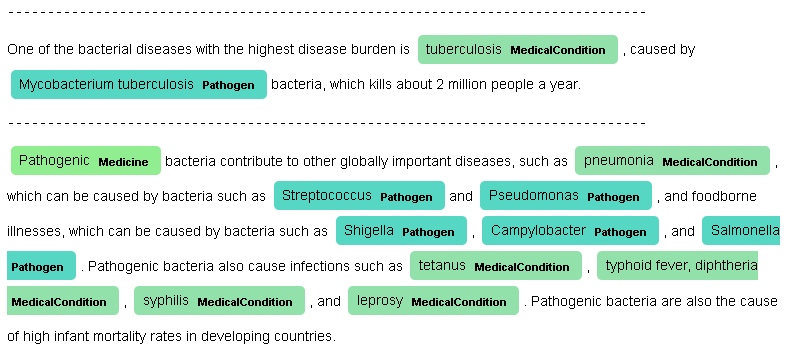 One of the bacterial diseases with the highest disease burden is tuberculosis MedicalCondition , caused by
Mycobacterium tuberculosis Pathogen bacteria, which kills about 2 million people a year.
Pathogenic Medicine bacteria contribute to other globally important diseases, such as pneumonia MedicalCondition ,
which can be caused by bacteria such as Streptococcus Pathogen and Pseudomonas Pathogen , and foodborne
illnesses, which can be caused by bacteria such as Shigella Pathogen , Campylobacter Pathogen , and Salmonella
Pathogen . Pathogenic bacteria also cause infections such as tetanus MedicalCondition , typhoid fever, diphtheria
MedicalCondition , syphilis MedicalCondition , and leprosy MedicalCondition . Pathogenic bacteria are also the cause
of high infant mortality rates in developing countries.